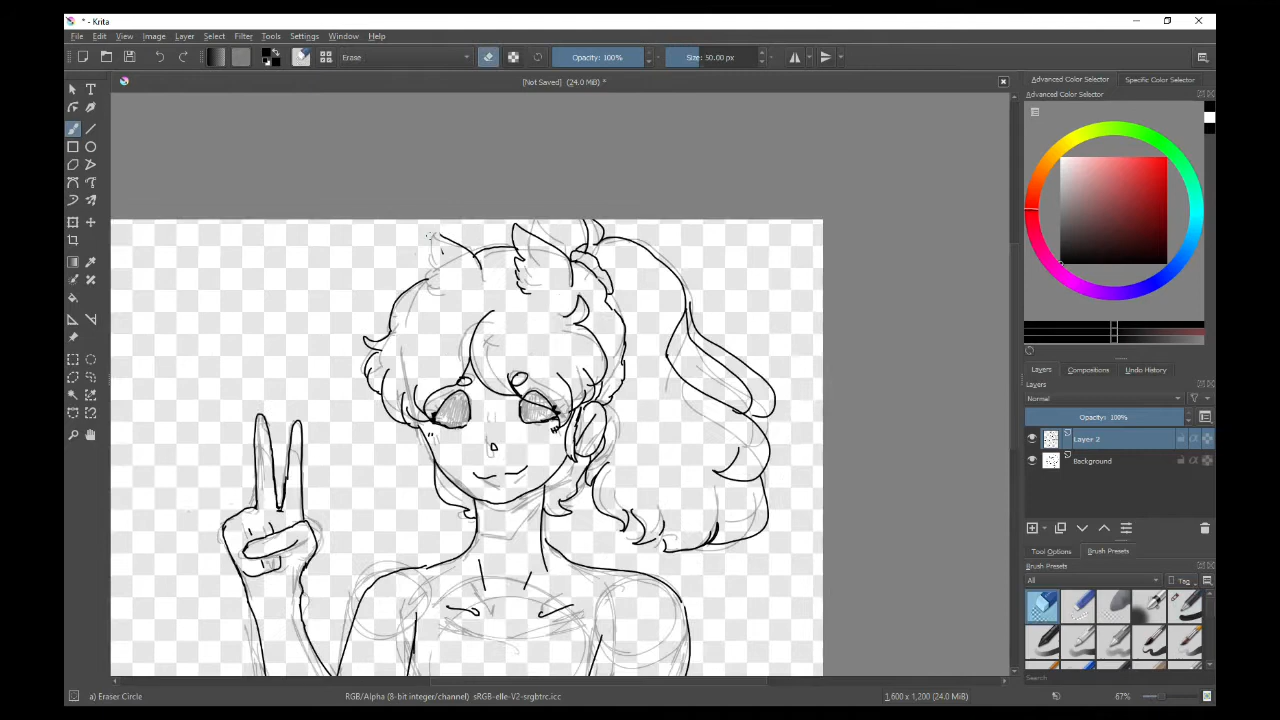 * - Krita
File Edit View Image Layer Select Filter Tools Settings Window Help
Erase Opacity: 100% Size: 50.00 px
[Not Saved] (24.0 MiB) *
Advanced Color Selector Specific Color Selector
Advanced Color Selector
Layers Compositions Undo History
Layers
Normal
Opacity: 100%
Layer 2
Background
Tool Options Brush Presets
Brush Presets
All Tag
Search
a) Eraser Circle RGB/Alpha (8-bit integer/channel) sRGB-elle-V2-srgbtrc.icc 1,600 x 1,200 (24.0 MiB) 67%